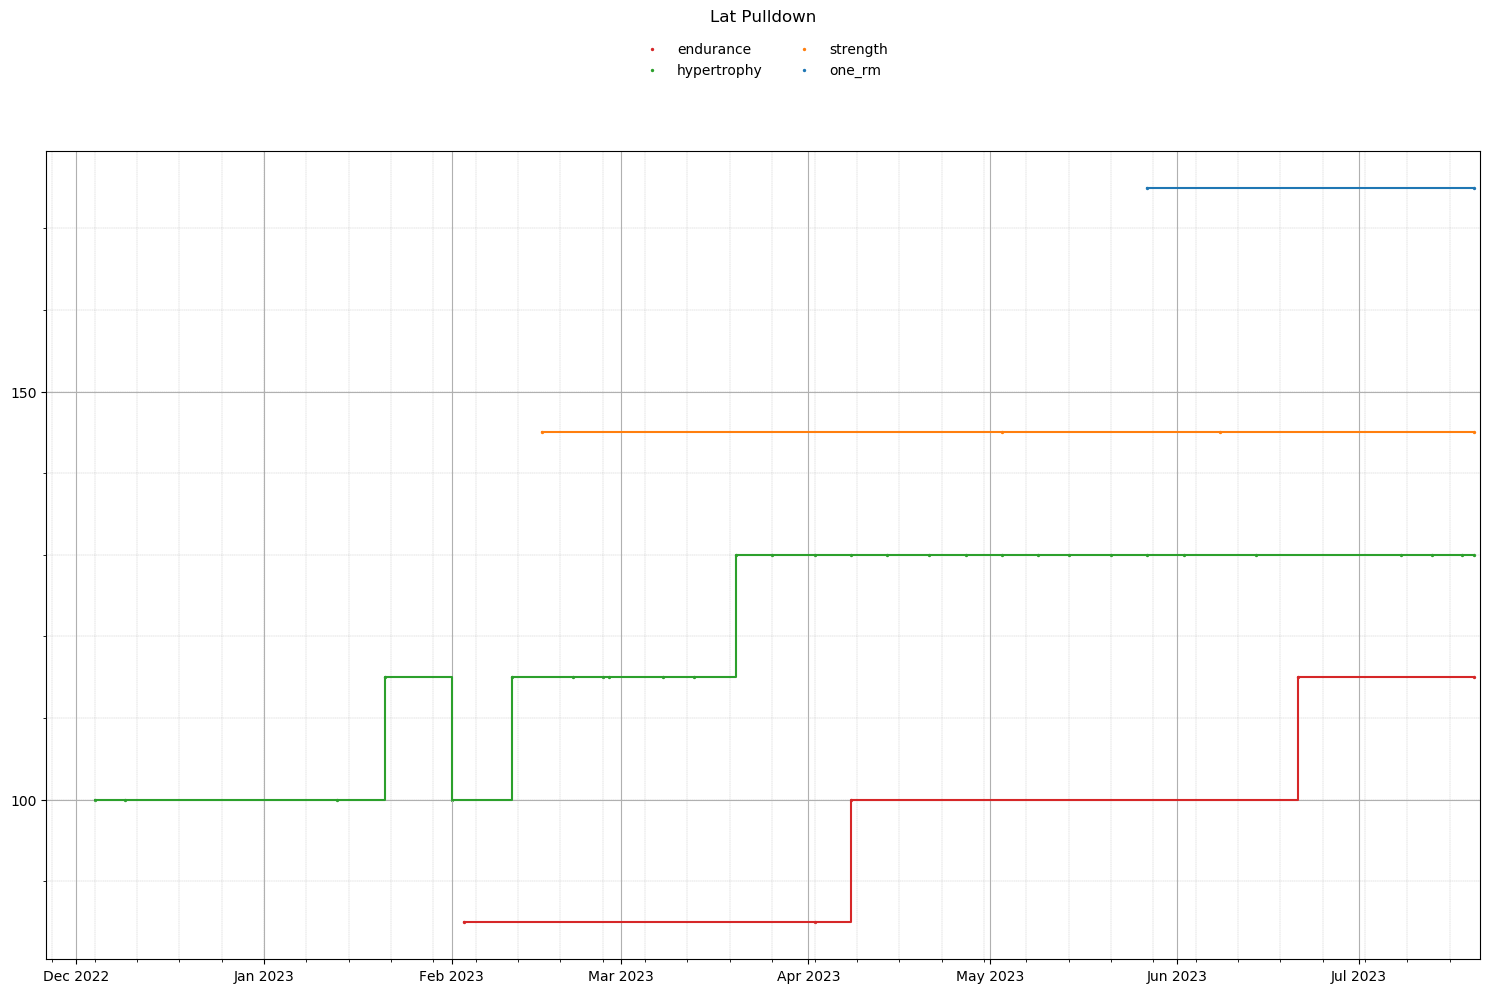 Lat Pulldown
endurance strength
hypertrophy one_rm
150
100
Dec 2022 Jan 2023 Feb 2023 Mar 2023 Apr 2023 May 2023 Jun 2023 Jul 2023